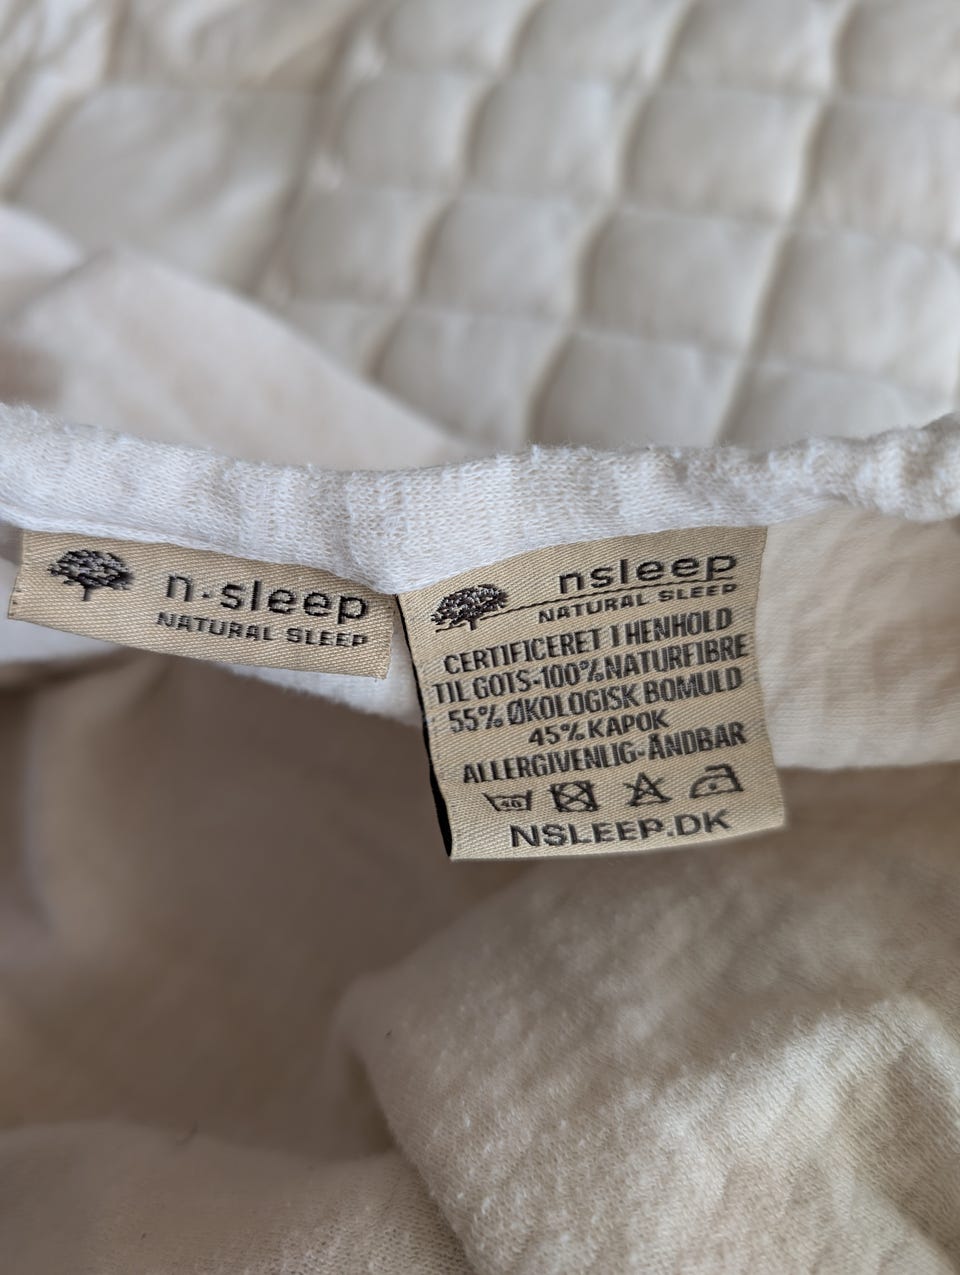 n·sleep
NATURAL SLEEP
nsleep
NATURAL SLEEP
CERTIFICERET I HENHOLD
TIL GOTS-100% NATURFIBRE
55% ØKOLOGISK BOMULD
45% KAPOK
ALLERGIVENLIG-ÅNDBAR
40
NSLEEP.DK